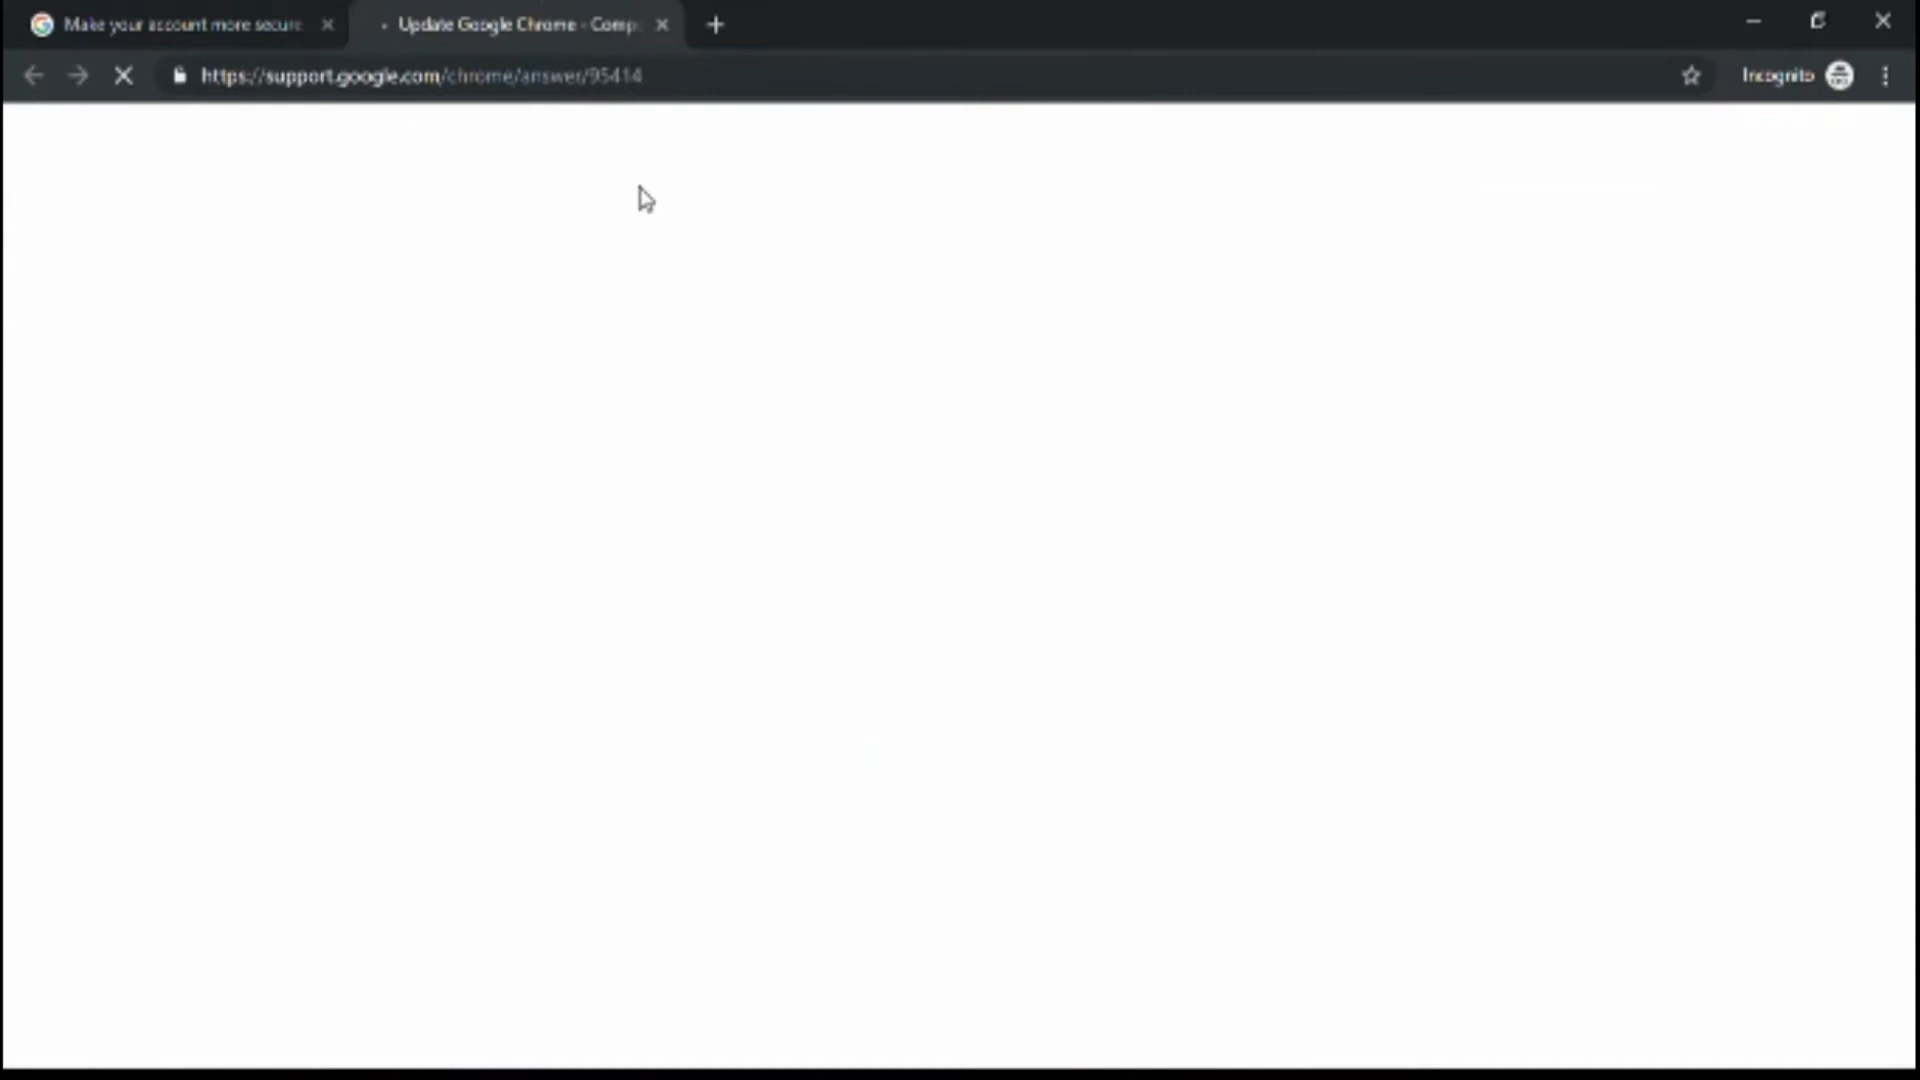 Make your account more secure
Update Google Chrome - Comp
https://support.google.com/chrome/answer/95414
Incognito